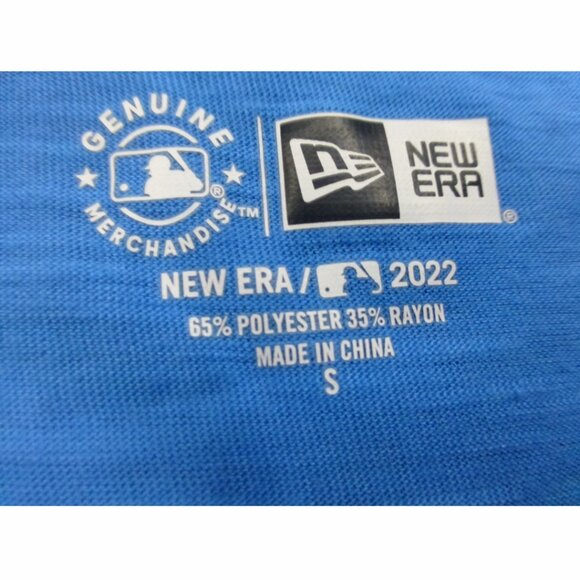 GENUINE
MERCHANDISE™
®
NEW
ERA
®
NEW ERA / 2022
65% POLYESTER 35% RAYON
MADE IN CHINA
S